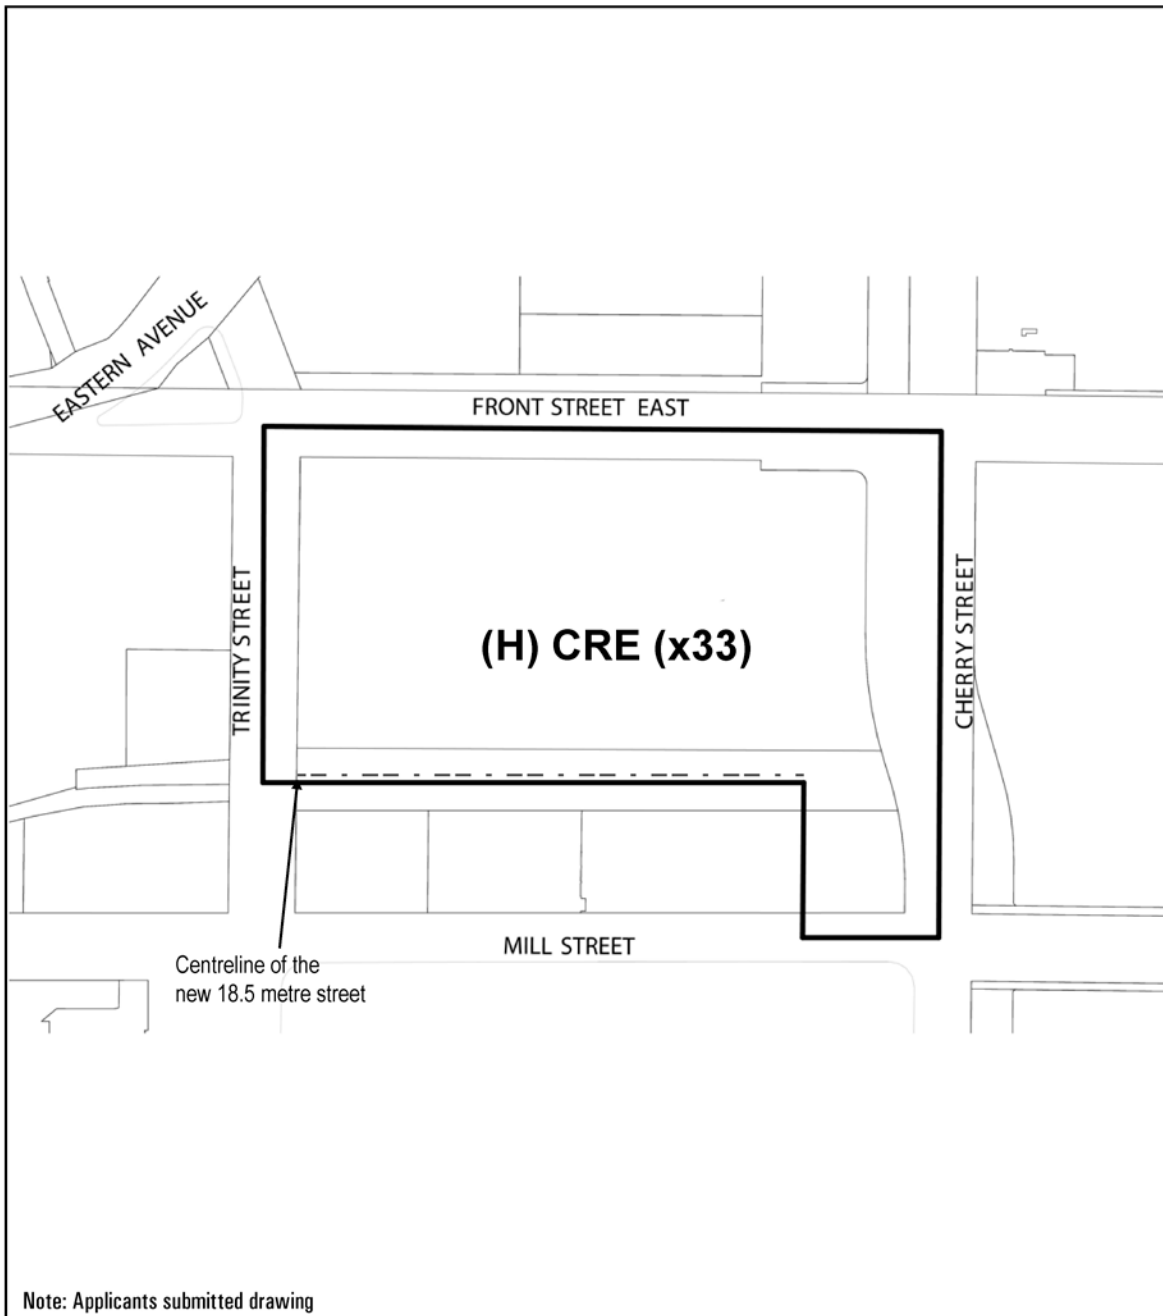 EASTERN AVENUE
FRONT STREET EAST
TRINITY STREET
(H) CRE (x33)
CHERRY STREET
MILL STREET
Centreline of the
new 18.5 metre street
Note: Applicants submitted drawing